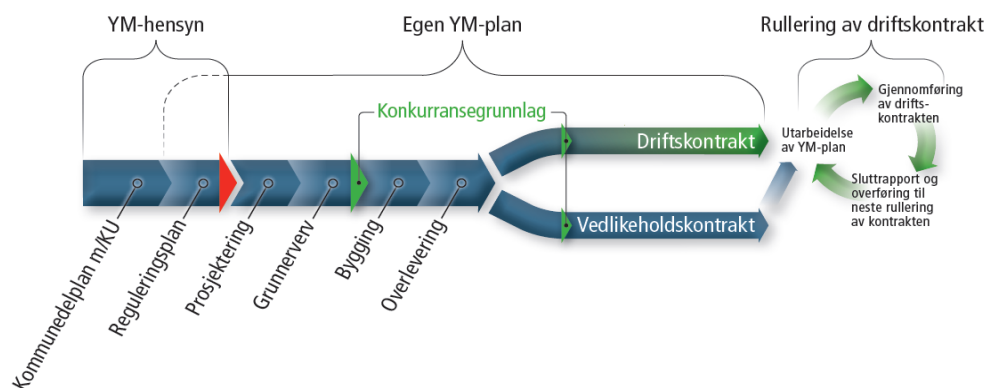 YM-hensyn
Egen YM-plan
Rullering av driftskontrakt
Konkurransegrunnlag
Driftskontrakt
Vedlikeholdskontrakt
Kommunedelplan m/KU
Reguleringsplan
Prosjektering
Grunnerverv
Bygging
Overlevering
Utarbeidelse
av YM-plan
Gjennomføring
av drifts-
kontrakten
Sluttrapport og
overføring til
neste rullering
av kontrakten